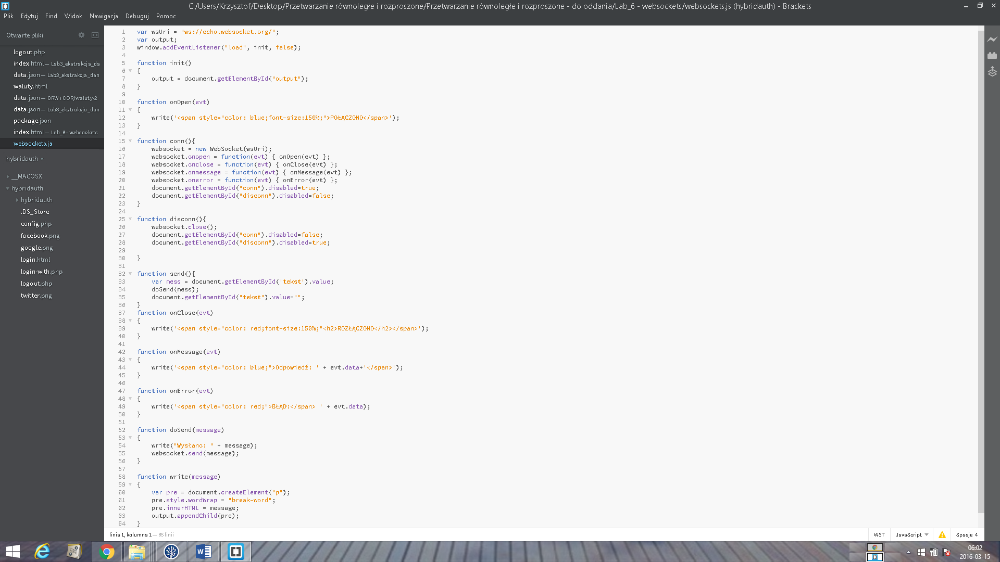 C:/Users/Krzysztof/Desktop/Przetwarzanie równoległe i rozproszone/Przetwarzanie równoległe i rozproszone - do oddania/Lab_6 - websockets/websockets.js (hybridauth) - Brackets
Plik Edytuj Find Widok Nawigacja Debuguj Pomoc
Otwarte pliki
logout.php
index.html — Lab3_ekstrakcja_da
data.json — Lab3_ekstrakcja_dan
waluty.html
data.json — ORW i OOR/waluty-2
data.json — Lab3_ekstrakcja_dan
package.json
index.html — Lab_6 - websockets
websockets.js
hybridauth
__MACOSX
hybridauth
hybridauth
.DS_Store
config.php
facebook.png
google.png
login.html
login-with.php
logout.php
twitter.png
1 var wsUri = "ws://echo.websocket.org/";
2 var output;
3 window.addEventListener("load", init, false);
4
5 function init()
6 {
7     output = document.getElementById("output");
8 }
9
10 function onOpen(evt)
11 {
12     write('<span style="color: blue;font-size:150%;">POŁĄCZONO</span>');
13 }
14
15 function conn(){
16     websocket = new WebSocket(wsUri);
17     websocket.onopen = function(evt) { onOpen(evt) };
18     websocket.onclose = function(evt) { onClose(evt) };
19     websocket.onmessage = function(evt) { onMessage(evt) };
20     websocket.onerror = function(evt) { onError(evt) };
21     document.getElementById("conn").disabled=true;
22     document.getElementById("disconn").disabled=false;
23 }
24
25 function disconn(){
26     websocket.close();
27     document.getElementById("conn").disabled=false;
28     document.getElementById("disconn").disabled=true;
29
30 }
31
32 function send(){
33     var mess = document.getElementById('tekst').value;
34     doSend(mess);
35     document.getElementById("tekst").value="";
36 }
37 function onClose(evt)
38 {
39     write('<span style="color: red;font-size:150%;"<h2>ROZŁĄCZONO</h2></span>');
40 }
41
42 function onMessage(evt)
43 {
44     write('<span style="color: blue;">Odpowiedź: ' + evt.data+'</span>');
45 }
46
47 function onError(evt)
48 {
49     write('<span style="color: red;">BŁĄD:</span> ' + evt.data);
50 }
51
52 function doSend(message)
53 {
54     write("Wysłano: " + message);
55     websocket.send(message);
56 }
57
58 function write(message)
59 {
60     var pre = document.createElement("p");
61     pre.style.wordWrap = "break-word";
62     pre.innerHTML = message;
63     output.appendChild(pre);
64 }
linia 1, kolumna 1 — 65 linii
WST JavaScript Spacje 4
06:02
2016-03-15